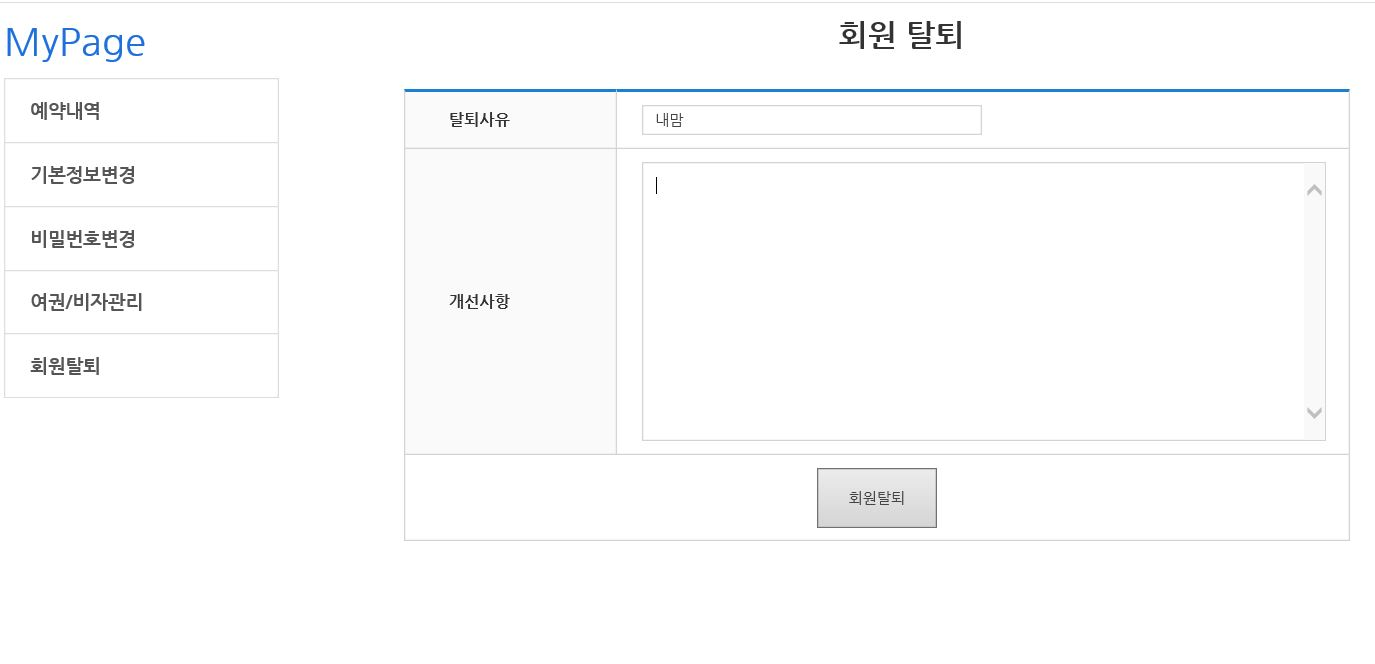 MyPage
예약내역
기본정보변경
비밀번호변경
여권/비자관리
회원탈퇴
회원 탈퇴
탈퇴사유
내맘
개선사항
회원탈퇴